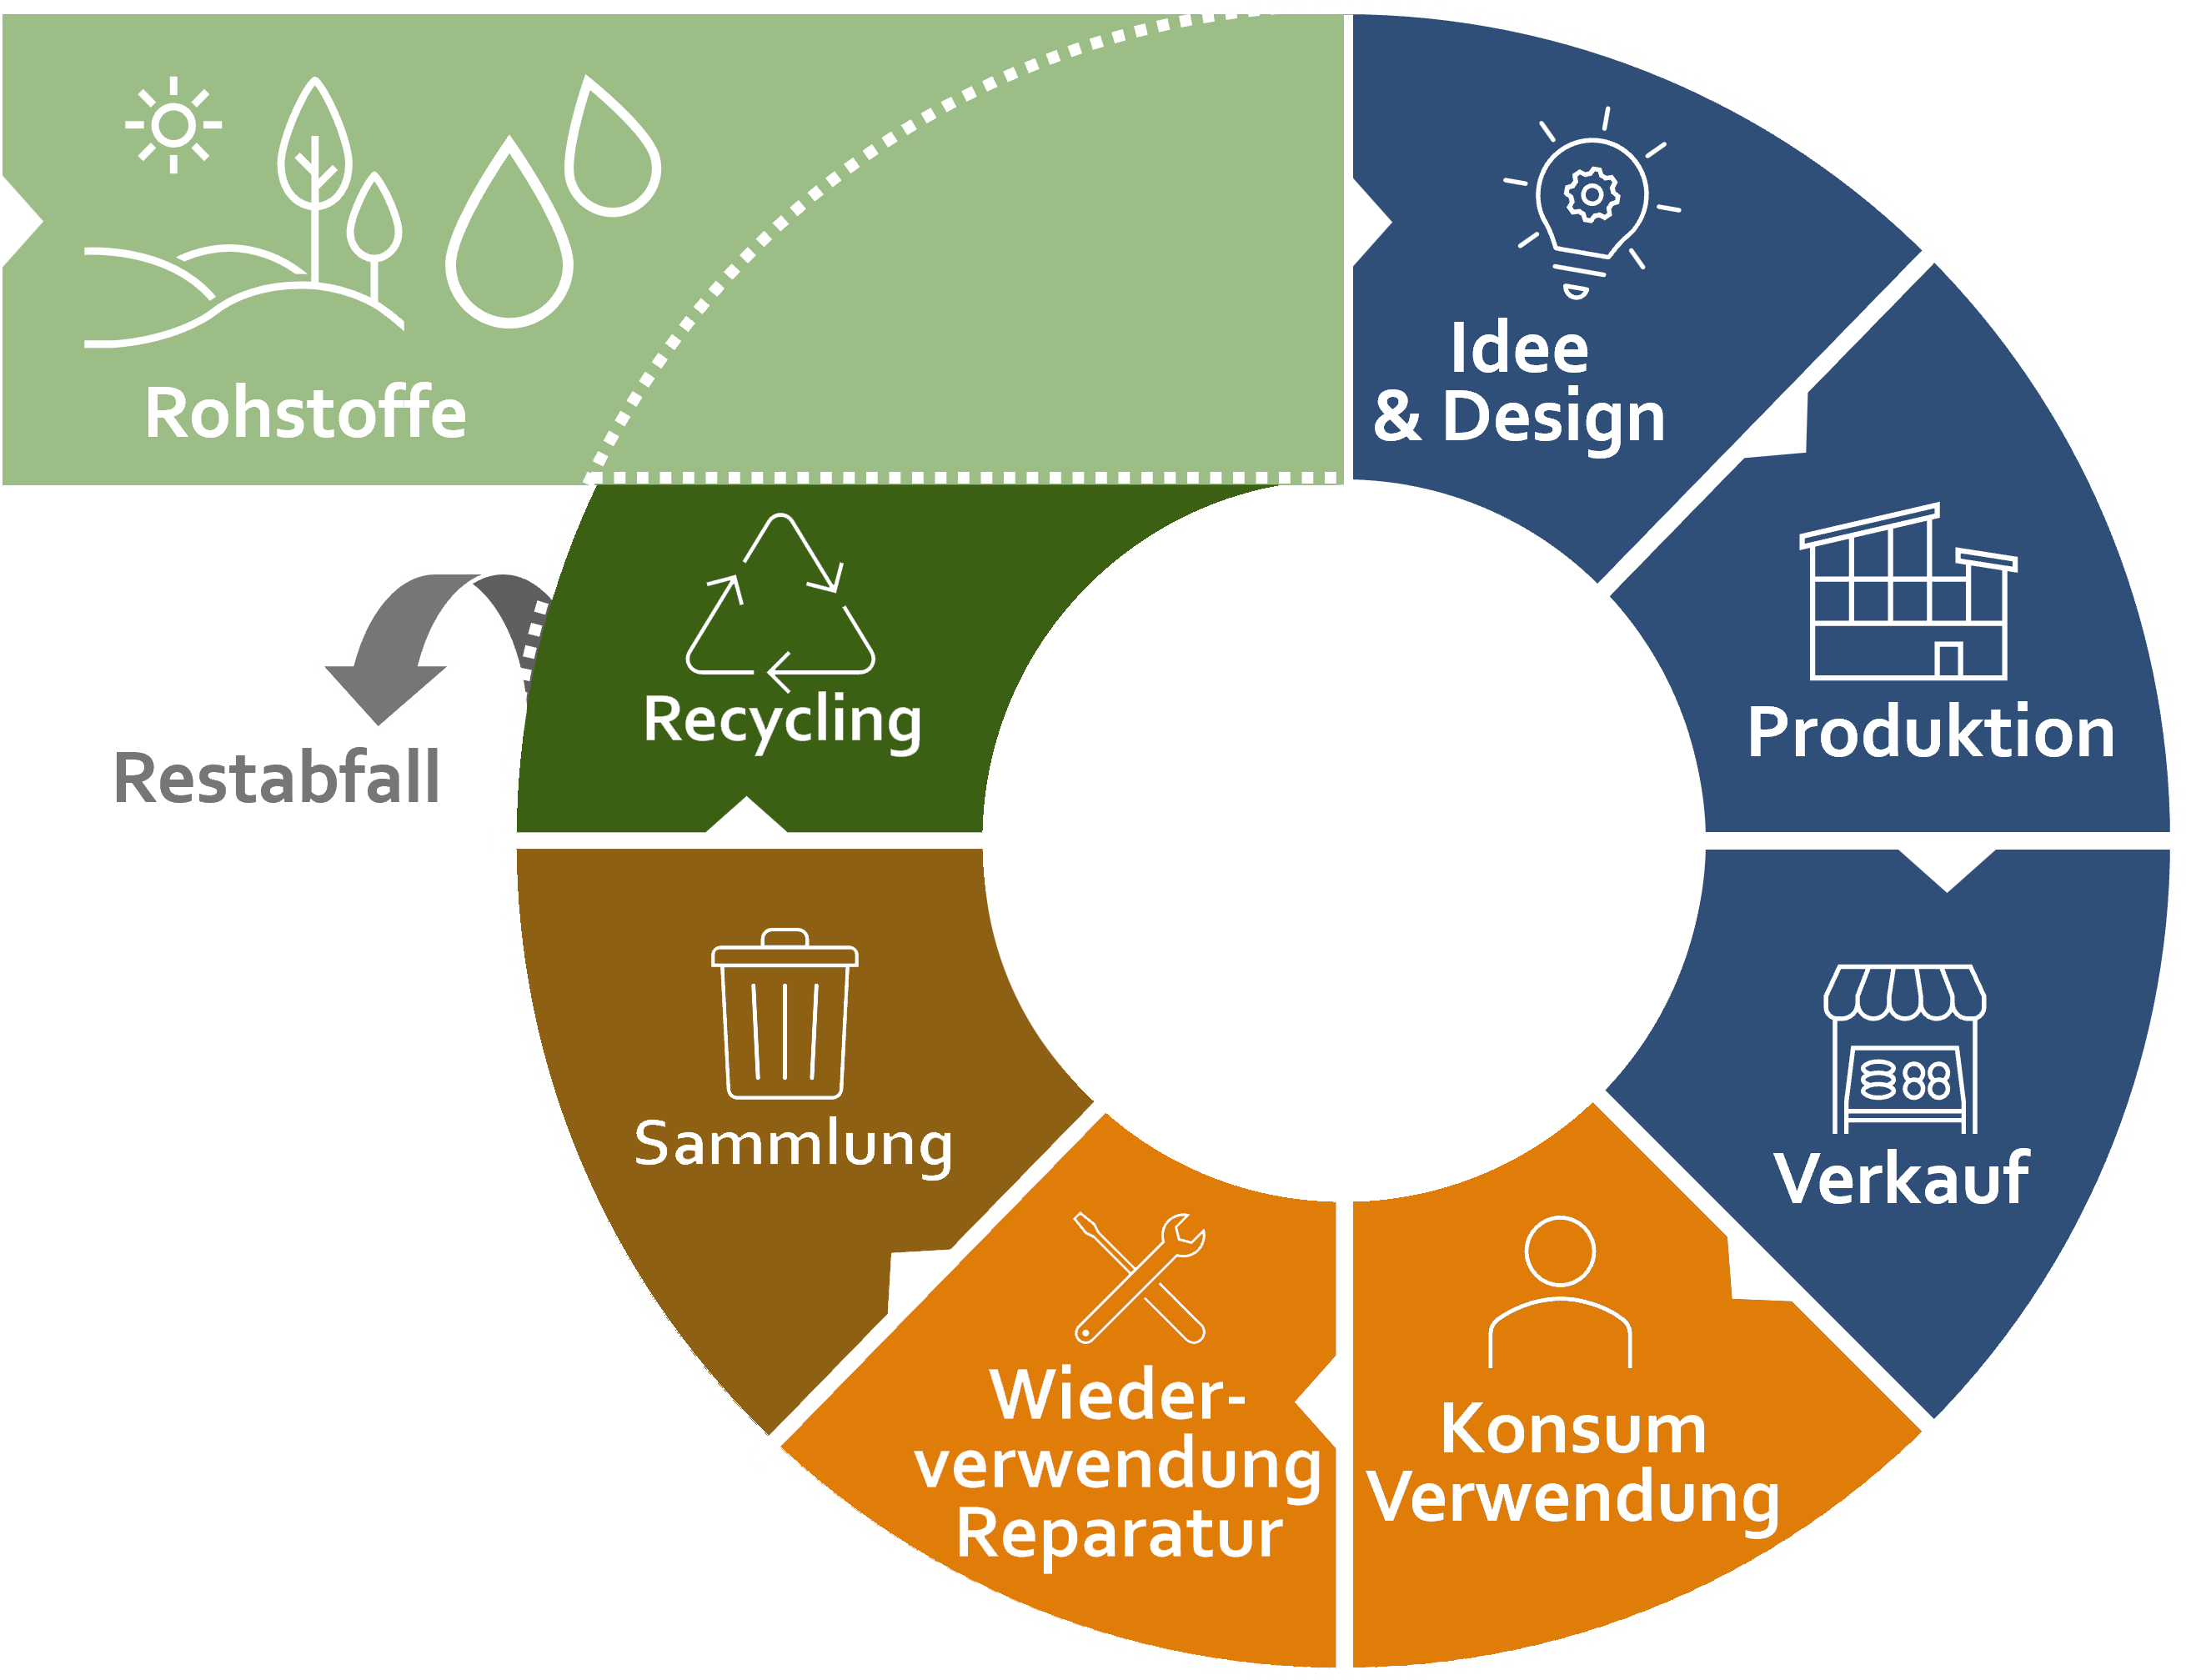 Rohstoffe
Idee
& Design
Produktion
Verkauf
Konsum
Verwendung
Wieder-
verwendung
Reparatur
Sammlung
Recycling
Restabfall